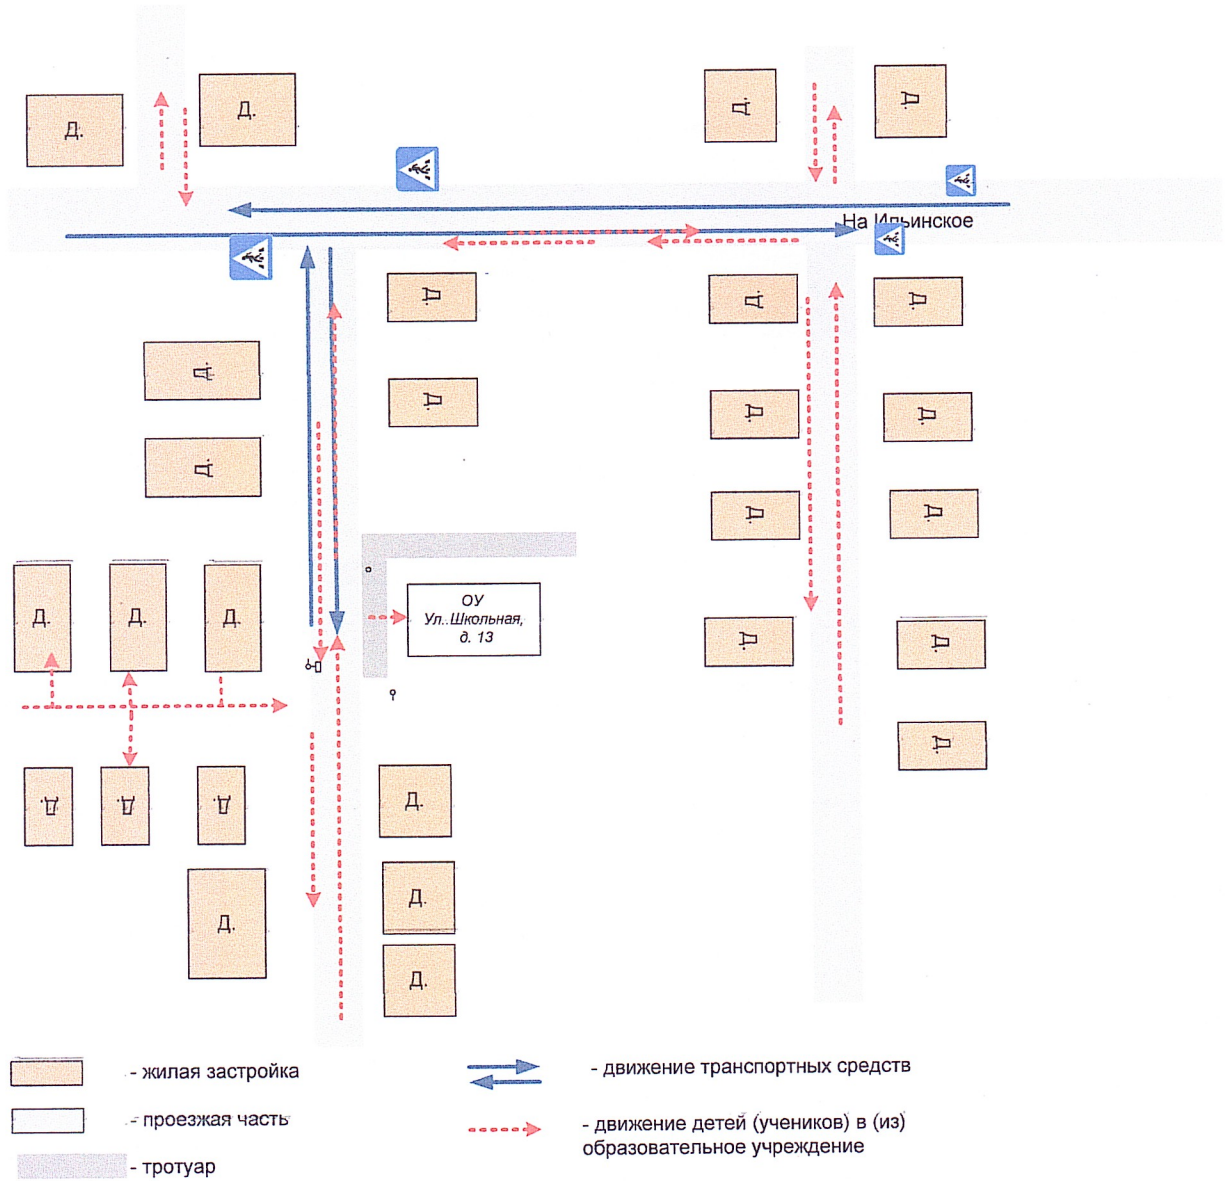 Д.
Д.
Д.
Д.
На Ильинское
Д.
Д.
Д.
Д.
Д.
Д.
Д.
Д.
Д.
Д.
Д.
Д.
ОУ
Ул. Школьная,
д. 13
Д.
Д.
Д.
Д.
Д.
Д.
Д.
Д.
Д.
Д.
Д.
Д.
- жилая застройка
- проезжая часть
- тротуар
- движение транспортных средств
- движение детей (учеников) в (из)
образовательное учреждение